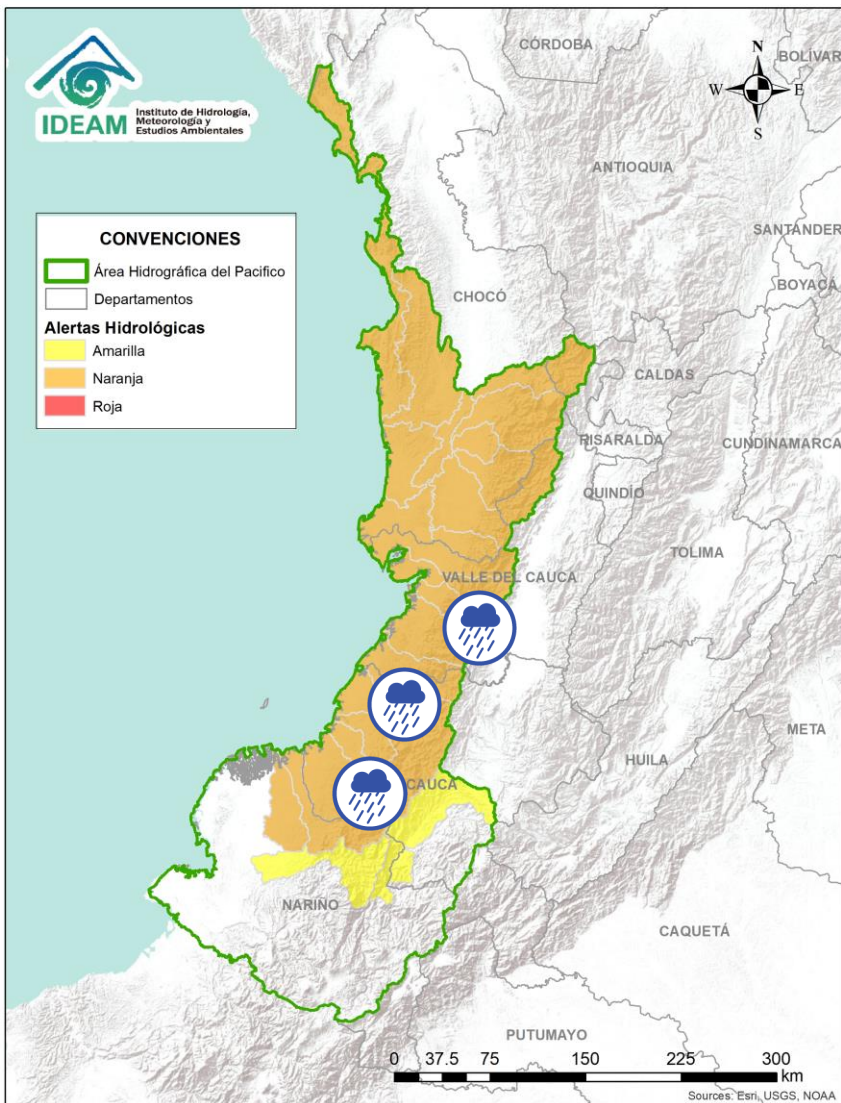 IDEAM
Instituto de Hidrología,
Meteorología y
Estudios Ambientales
CÓRDOBA
BOLÍVAR
N
W E
S
ANTIOQUIA
SANTANDER
BOYACÁ
CONVENCIONES
Área Hidrográfica del Pacifico
Departamentos
Alertas Hidrológicas
Amarilla
Naranja
Roja
CHOCÓ
CALDAS
RISARALDA
CUNDINAMARCA
QUINDÍO
TOLIMA
VALLE DEL CAUCA
META
HUILA
CAUCA
NARIÑO
CAQUETÁ
PUTUMAYO
0 37.5 75 150 225 300
km
Sources: Esri, USGS, NOAA